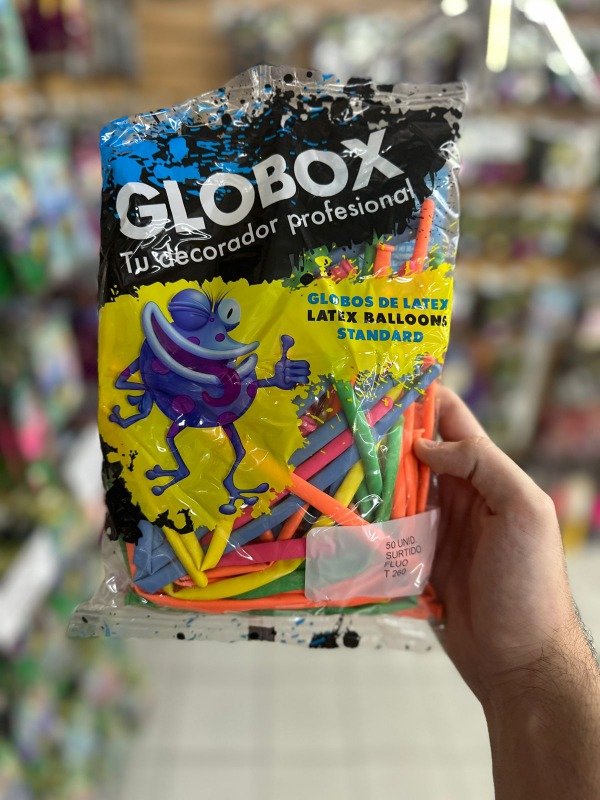 GLOBOX
Tu decorador profesional
GLOBOS DE LATEX
LATEX BALLOONS
STANDARD
50 UNID
SURTIDO
FLUO
T 260